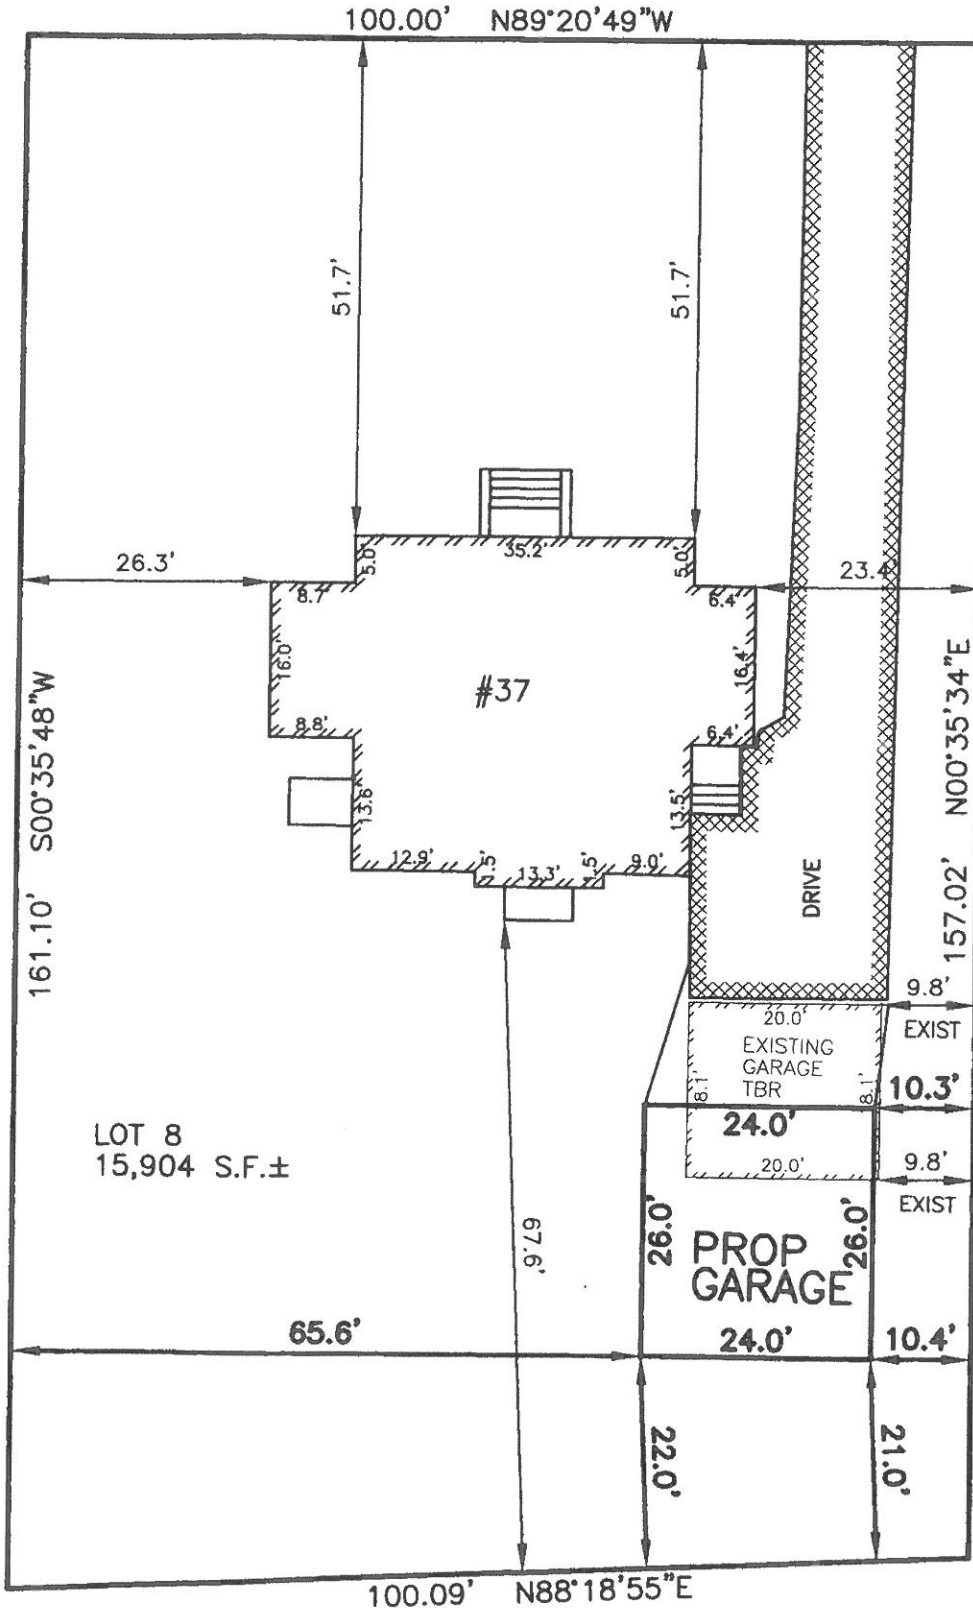 100.00' N89°20'49"W
51.7'
51.7'
35.2'
5.0'
5.0'
26.3'
8.7'
6.4'
23.4'
16.0'
16.4'
#37
8.8'
6.4'
13.6'
13.5'
12.9'
13.3'
9.0'
161.10' S00°35'48"W
157.02' N00°35'34"E
DRIVE
9.8'
EXIST
20.0'
EXISTING
GARAGE
TBR
8.1'
8.1'
10.3'
24.0'
20.0'
9.8'
EXIST
LOT 8
15,904 S.F.±
67.6'
26.0'
26.0'
PROP
GARAGE
65.6'
24.0'
10.4'
22.0'
21.0'
100.09' N88°18'55"E